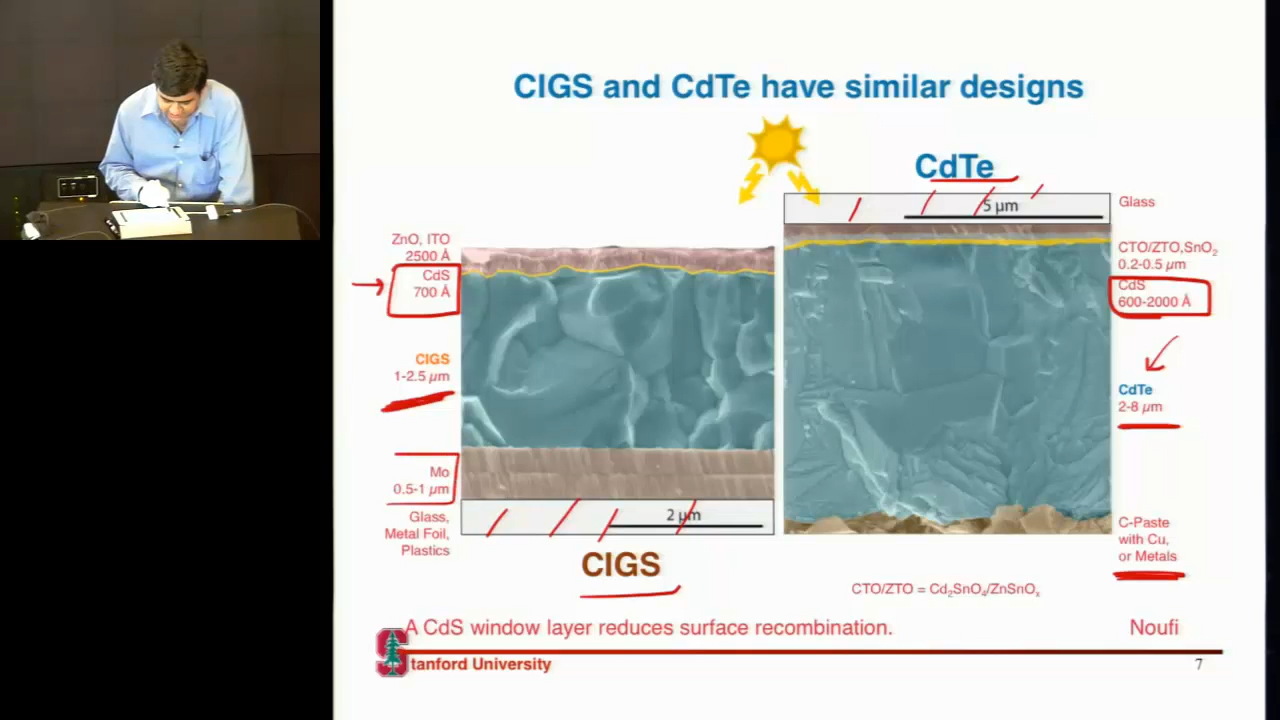 CIGS and CdTe have similar designs
CdTe
5 µm
Glass
ZnO, ITO
2500 Å
CdS
700 Å
CIGS
1-2.5 µm
Mo
0.5-1 µm
Glass,
Metal Foil,
Plastics
2 µm
CIGS
CTO/ZTO,SnO₂
0.2-0.5 µm
CdS
600-2000 Å
CdTe
2-8 µm
C-Paste
with Cu,
or Metals
CTO/ZTO = Cd₂SnO₄/ZnSnOₓ
A CdS window layer reduces surface recombination.
Noufi
Stanford University
7